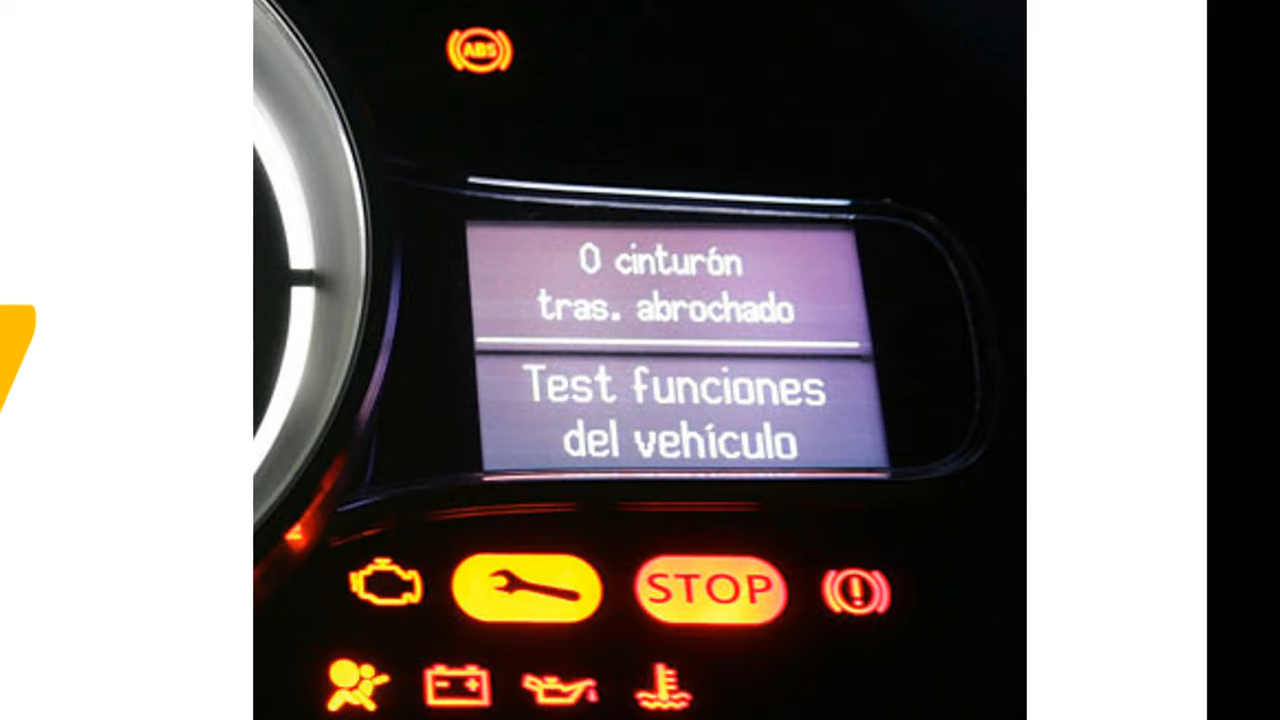 ABS
0 cinturón
tras. abrochado
Test funciones
del vehículo
STOP